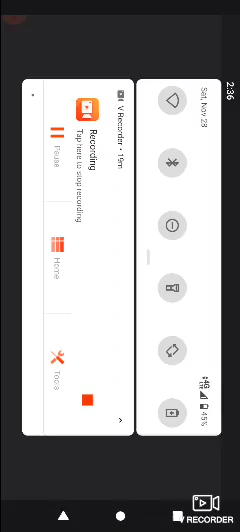 2:36
Sat, Nov 23
4G
LTE
45%
V Recorder • 19m
Recording
Tap here to stop recording
Pause
Home
Tools
V RECORDER